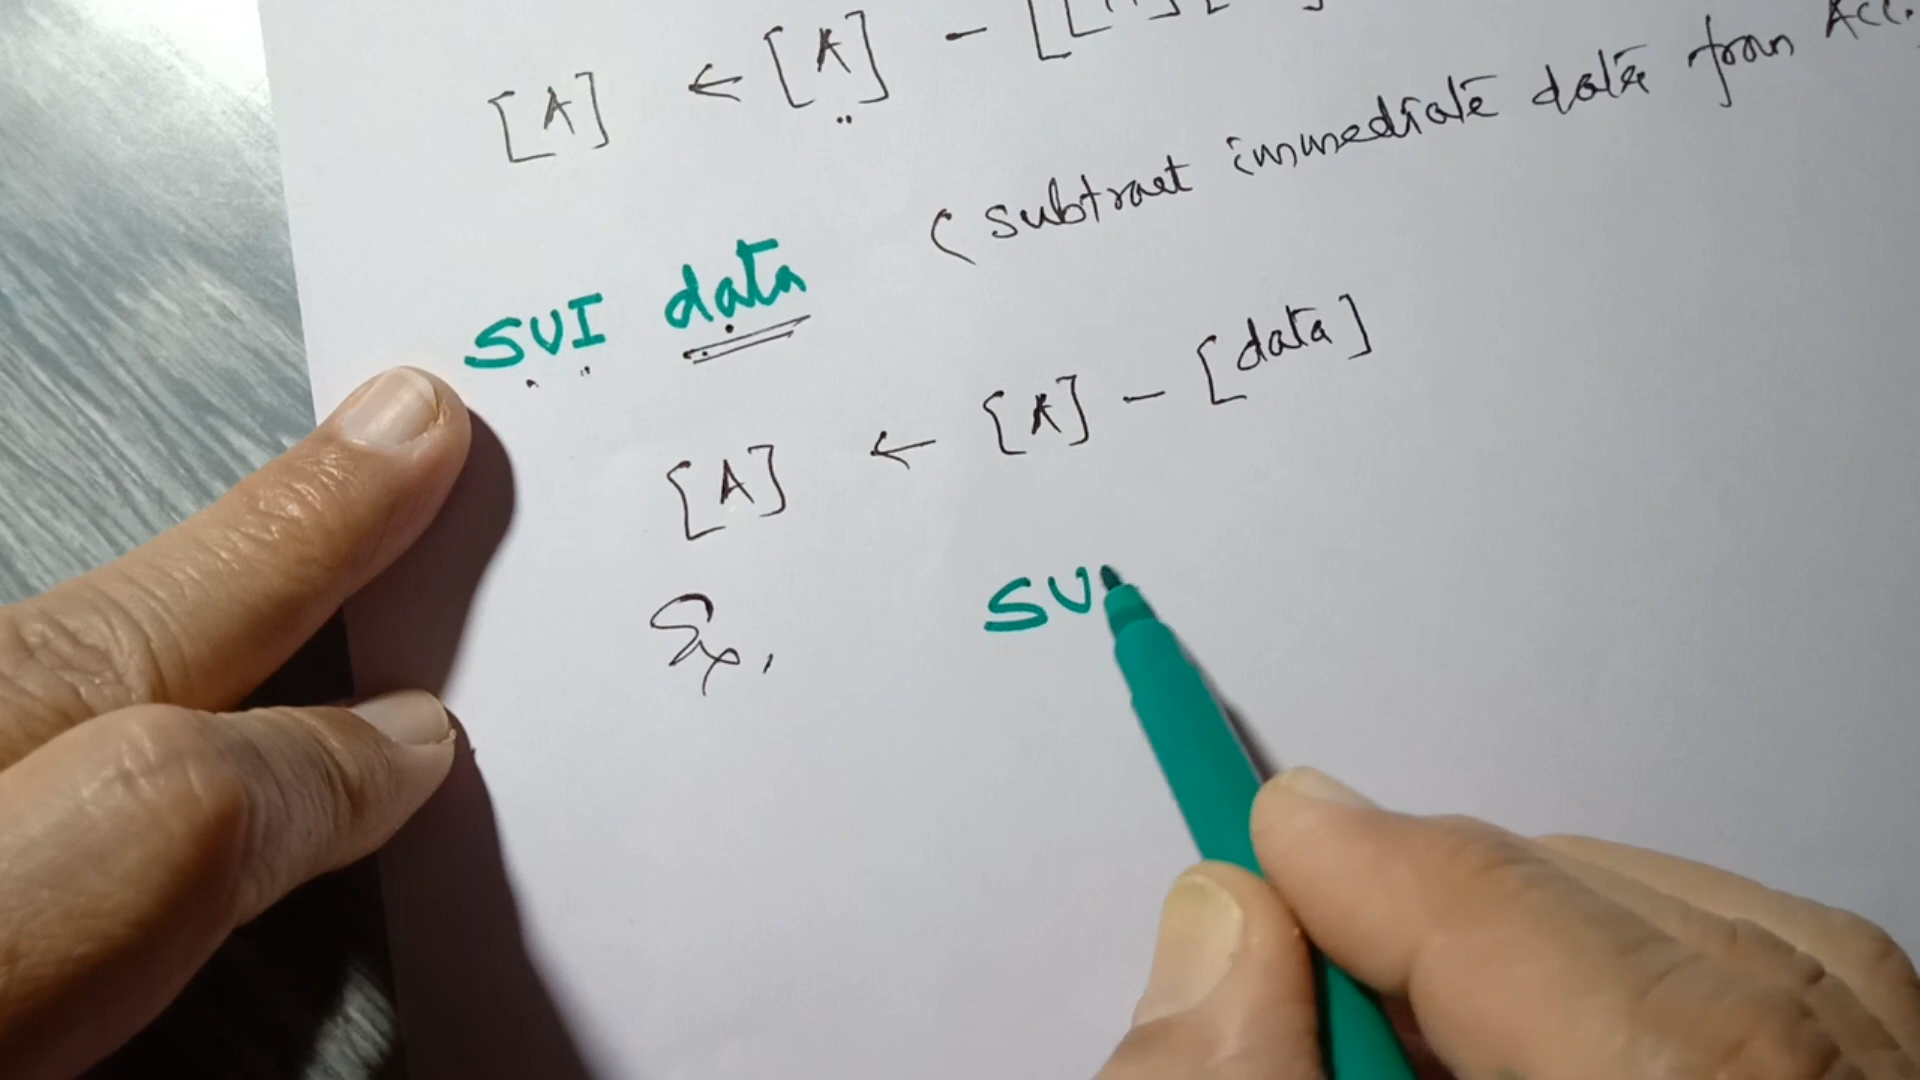 [A] ← [A] - [[
SUI data (subtract immediate data from Acc.
[A] ← [A] - [data]
Ex, SU